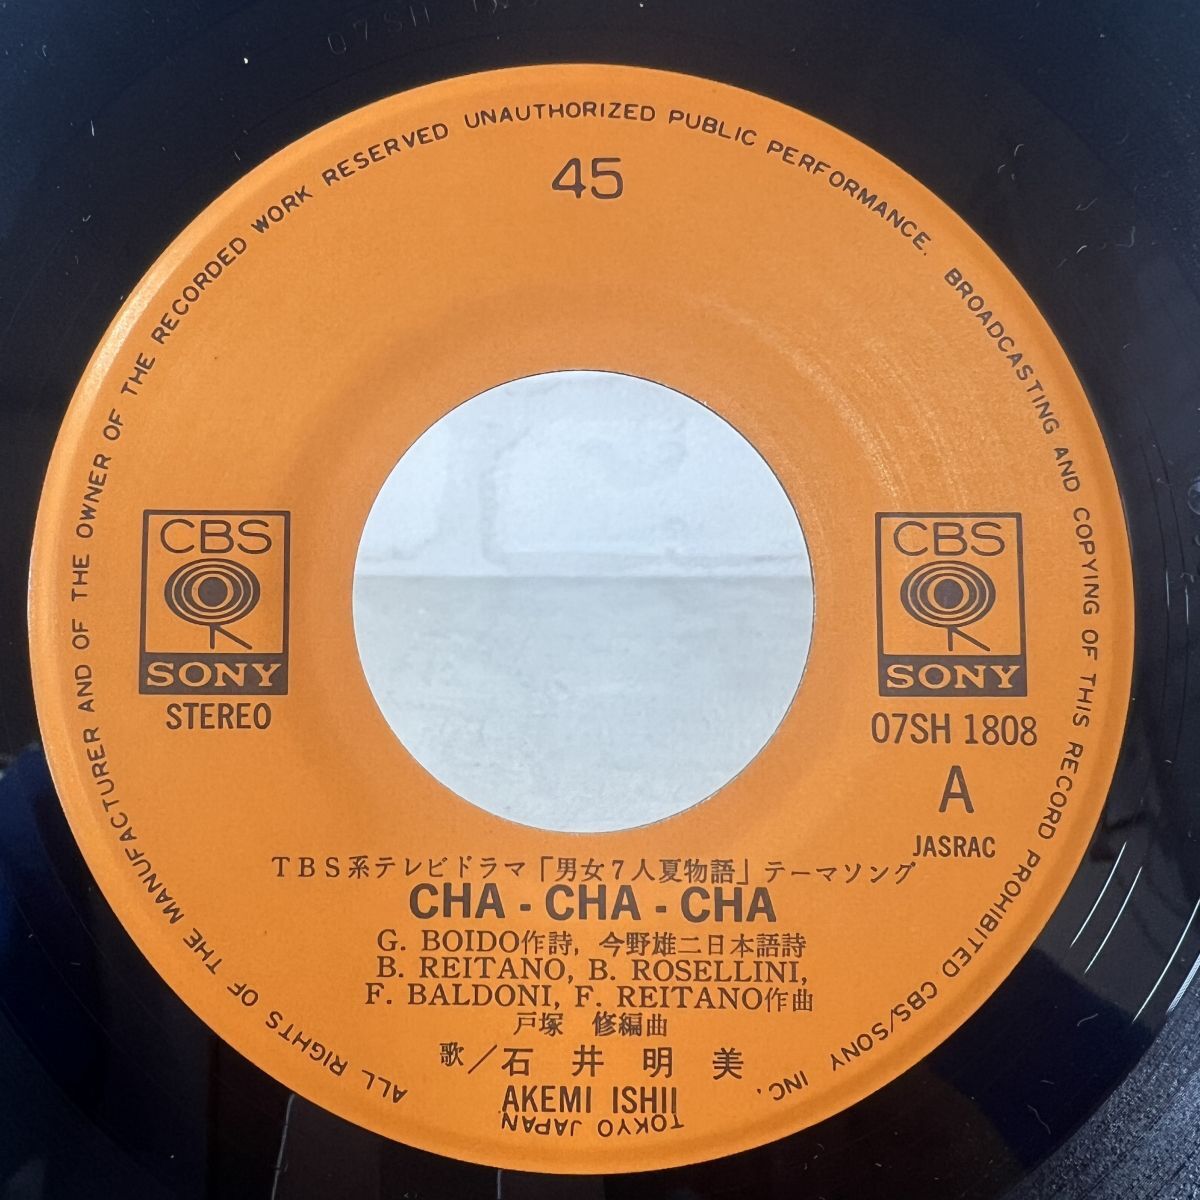 07SH 
ALL RIGHTS OF THE MANUFACTURER AND OF THE OWNER OF THE RECORDED WORK RESERVED UNAUTHORIZED PUBLIC PERFORMANCE. BROADCASTING AND COPYING OF THIS RECORD PROHIBITED CBS/SONY INC.
45
CBS
SONY
STEREO
CBS
SONY
07SH 1808
A
JASRAC
TBS系テレビドラマ「男女7人夏物語」テーマソング
CHA - CHA - CHA
G. BOIDO作詩, 今野雄二日本語詩
B. REITANO, B. ROSELLINI,
F. BALDONI, F. REITANO作曲
戸塚 修編曲
歌/石井明美
AKEMI ISHII
TOKYO JAPAN